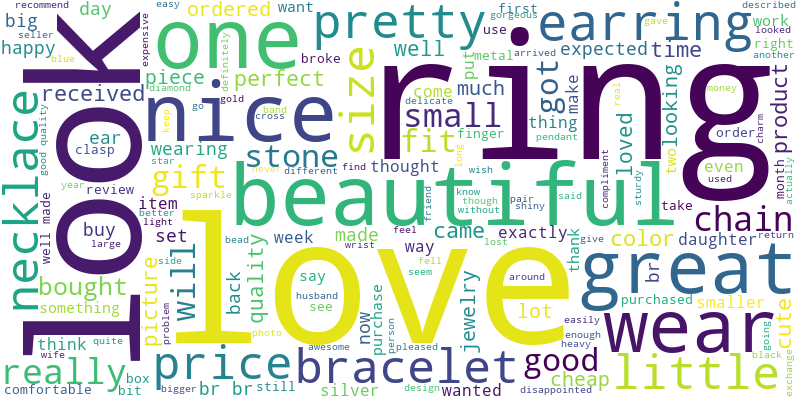 recommend
day
easy
want
first
gorgeous
use
described
big
seller
happy
ordered
pretty
earring
work
gave
looked
expensive
blue
one
well
expected
time
right
another
piece
perfect
definitely
broke
metal
arrived
put
received
look
nice
size
come
much
got
make
looking
product
diamond
go
gold
keep
band
cross
small
delicate
thing
real
money
necklace
good quality
ear
clasp
wearing
stone
fit
finger
pendant
ring
loved
order
charm
two
even
used
month
actually
star
never
different
find
thought
long
wish
said
compliment
sturdy
year
review
gift
sparkle
beautiful
know
though
without
pair
shiny
take
well made
item
better
light
buy
large
set
bead
week
made
feel
friend
wrist
way
came
lost
exactly
thank
give
color
daughter
return
chain
side
will
back
quality
say
husband
see
love
fell
seem
jewelry
around
br
great
bought
something
picture
problem
photo
now
purchase
person
lot
purchased
smaller
cute
think
quite
wife
price
awesome
pleased
bracelet
good
easily
enough
heavy
wear
going
black
really
box
bit
comfortable
bigger
br br
still
silver
design
wanted
cheap
disappointed
little
exchange